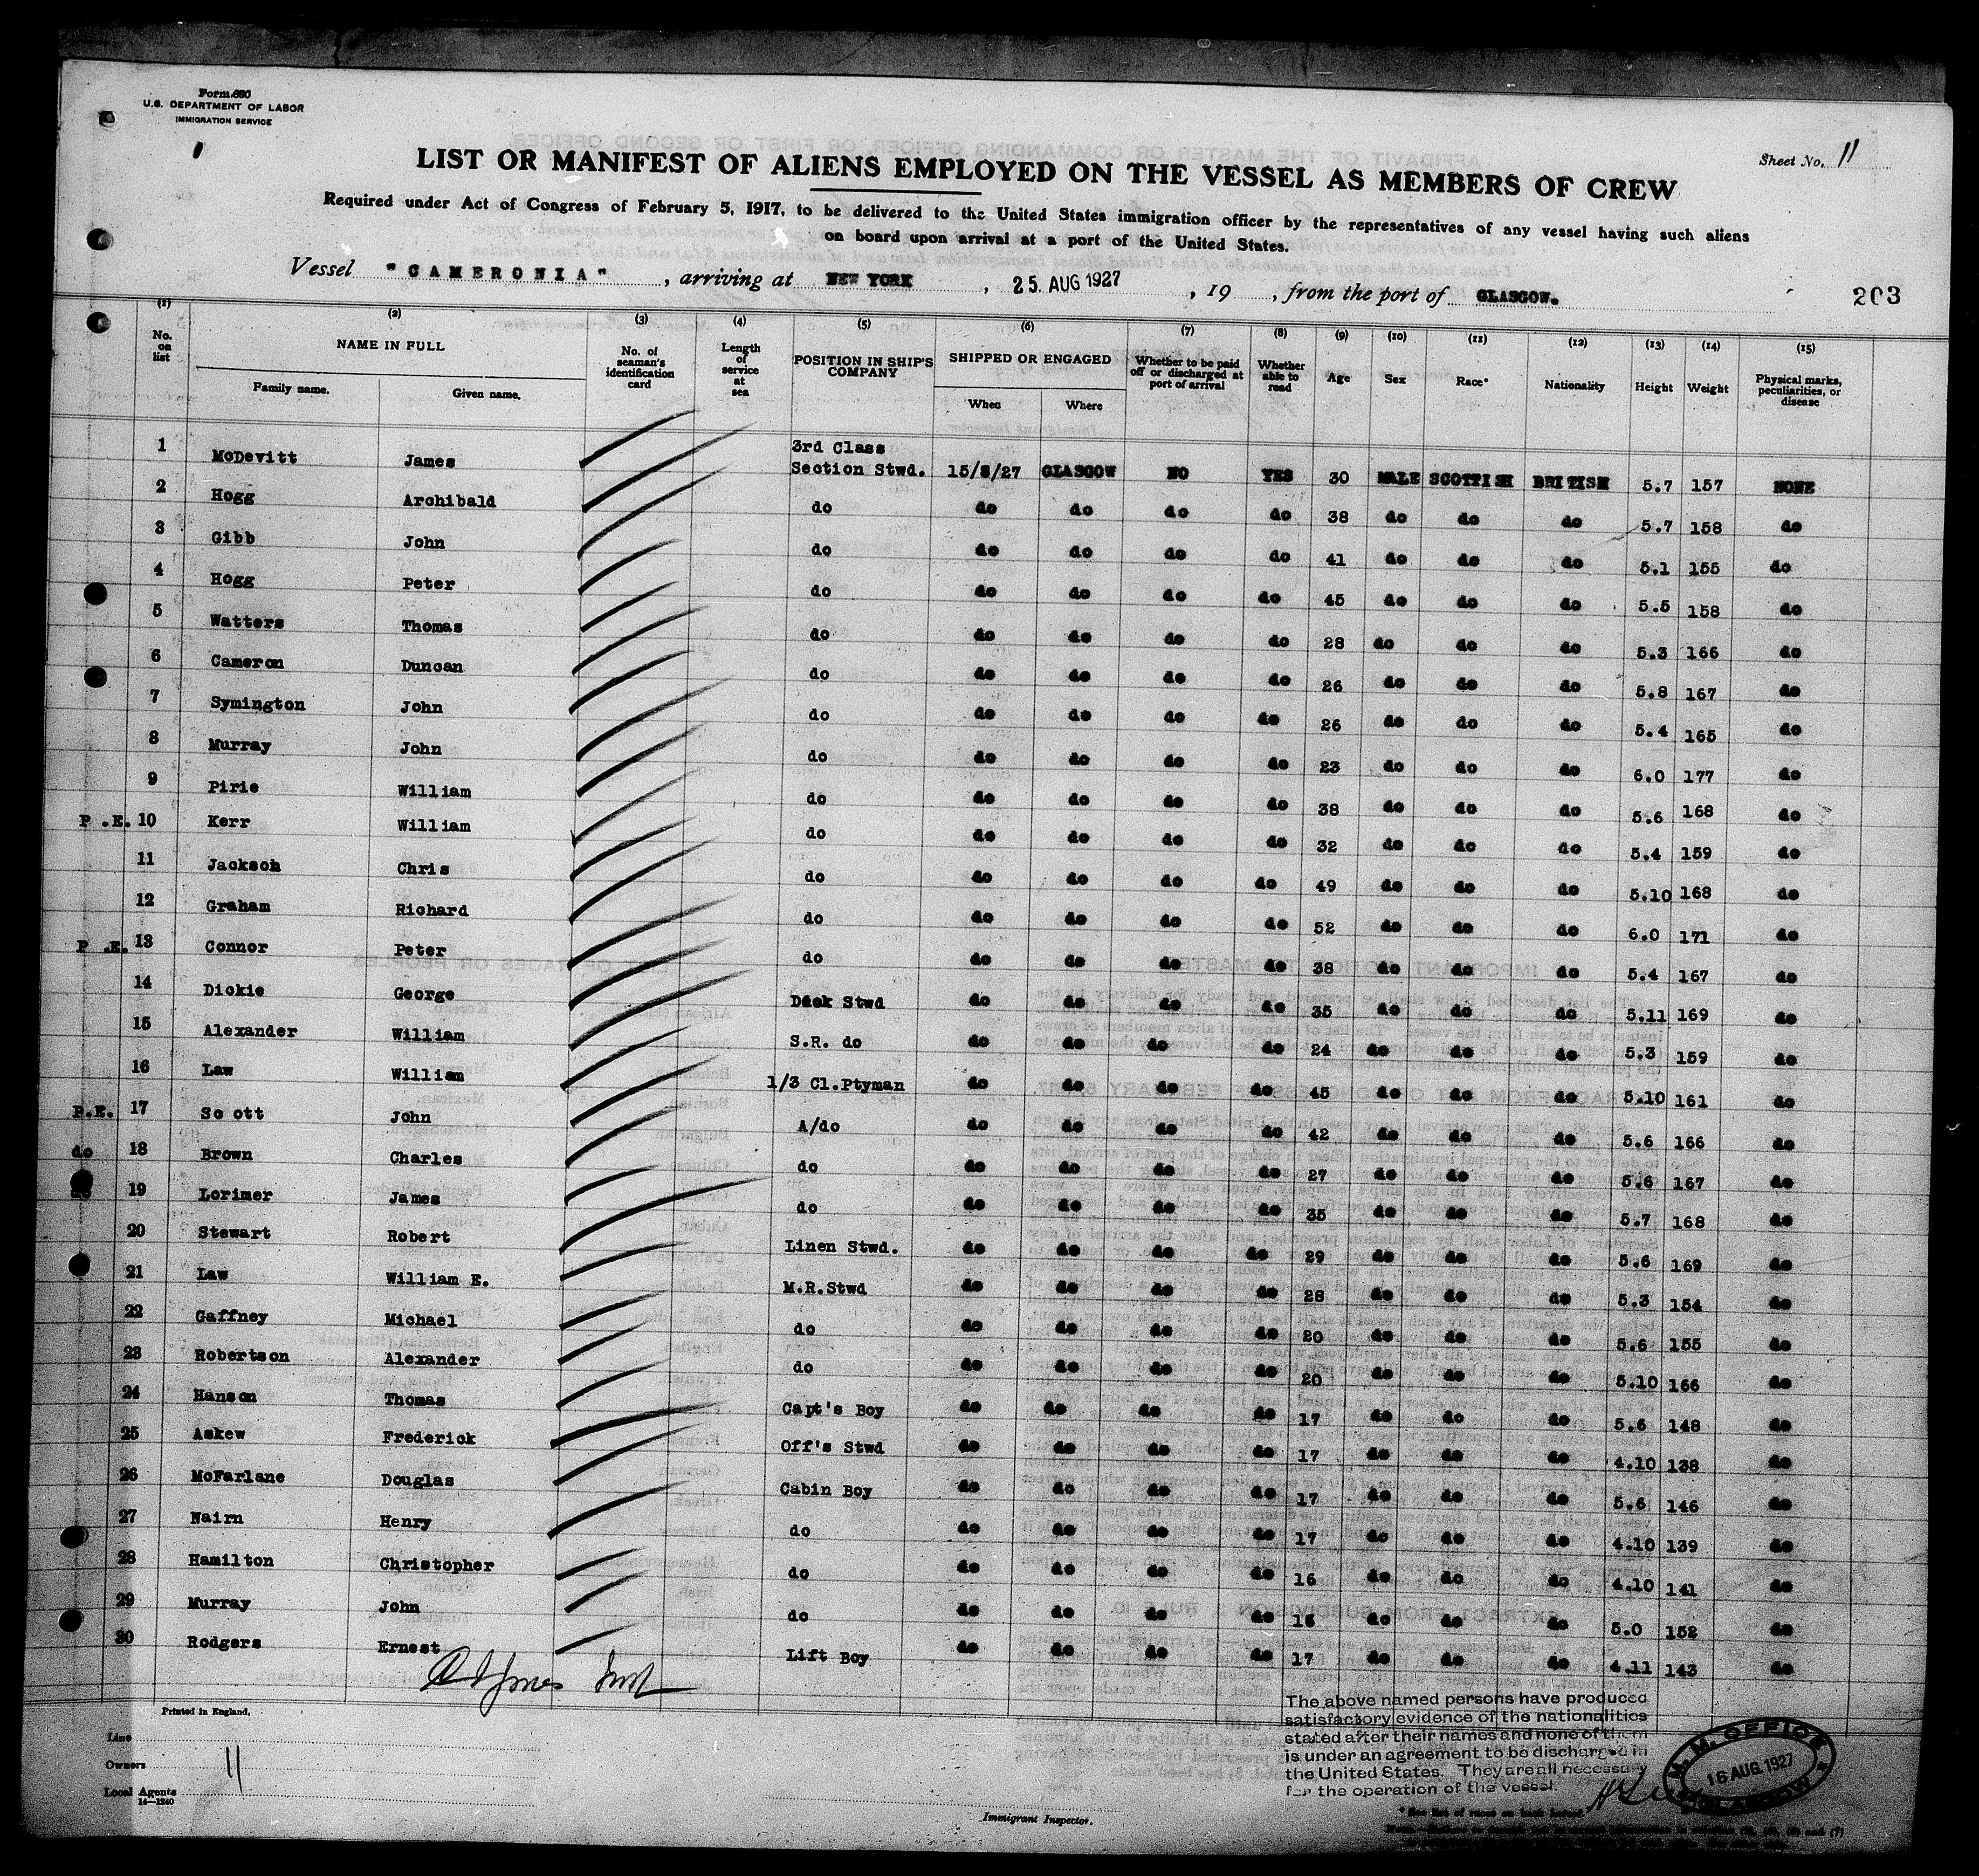 Form 680
U.S. DEPARTMENT OF LABOR
IMMIGRATION SERVICE
Sheet No. 11
LIST OR MANIFEST OF ALIENS EMPLOYED ON THE VESSEL AS MEMBERS OF CREW
Required under Act of Congress of February 5, 1917, to be delivered to the United States immigration officer by the representatives of any vessel having such aliens
on board upon arrival at a port of the United States.
Vessel "CAMERONIA", arriving at NEW YORK, 25. AUG 1927, 19, from the port of GLASGOW.
203
(1) (2) (3) (4) (5) (6) (7) (8) (9) (10) (11) (12) (13) (14) (15)
No. on list NAME IN FULL Family name. Given name. No. of seaman's identification card Length of service at sea POSITION IN SHIP'S COMPANY SHIPPED OR ENGAGED When Where Whether to be paid off or discharged at port of arrival Whether able to read Age Sex Race* Nationality Height Weight Physical marks, peculiarities, or disease
1 McDevitt James 3rd Class Section Stwd. 15/8/27 GLASGOW NO YES 30 MALE SCOTTISH BRITISH 5.7 157 NONE
2 Hogg Archibald do do do do do 38 do do do 5.7 158 do
3 Gibb John do do do do do 41 do do do 5.1 155 do
4 Hogg Peter do do do do do 45 do do do 5.5 158 do
5 Watters Thomas do do do do do 28 do do do 5.3 166 do
6 Cameron Duncan do do do do do 26 do do do 5.8 167 do
7 Symington John do do do do do 26 do do do 5.4 165 do
8 Murray John do do do do do 23 do do do 6.0 177 do
9 Pirie William do do do do do 38 do do do 5.6 168 do
P.E. 10 Kerr William do do do do do 32 do do do 5.4 159 do
11 Jackson Chris do do do do do 49 do do do 5.10 168 do
12 Graham Richard do do do do do 52 do do do 6.0 171 do
P.E. 13 Connor Peter do do do do do 38 do do do 5.4 167 do
14 Dickie George Deck Stwd do do do do 35 do do do 5.11 169 do
15 Alexander William S.R. do do do do do 24 do do do 5.3 159 do
16 Law William 1/3 Cl.Ptyman do do do do 45 do do do 5.10 161 do
P.E. 17 Scott John A/do do do do do 42 do do do 5.6 166 do
do 18 Brown Charles do do do do do 27 do do do 5.6 167 do
do 19 Lorimer James do do do do do 35 do do do 5.7 168 do
20 Stewart Robert Linen Stwd. do do do do 29 do do do 5.6 169 do
21 Law William E. M.R.Stwd do do do do 28 do do do 5.3 154 do
22 Gaffney Michael do do do do do 20 do do do 5.6 155 do
23 Robertson Alexander do do do do do 20 do do do 5.10 166 do
24 Hanson Thomas Capt's Boy do do do do 17 do do do 5.6 148 do
25 Askew Frederick Off's Stwd do do do do 17 do do do 4.10 138 do
26 McFarlane Douglas Cabin Boy do do do do 17 do do do 5.6 146 do
27 Nairn Henry do do do do do 17 do do do 4.10 139 do
28 Hamilton Christopher do do do do do 16 do do do 4.10 141 do
29 Murray John do do do do do 16 do do do 5.0 152 do
30 Rodgers Ernest Lift Boy do do do do 17 do do do 4.11 143 do
Printed in England.
The above named persons have produced
satisfactory evidence of the nationalities
stated after their names and none of them
is under an agreement to be discharged in
the United States. They are all necessary
for the operation of the vessel.
Line
Owners
Local Agents
11
14—1240
Immigrant Inspector.
M. M. OFFICE
16 AUG. 1927
GLASGOW
* See list of races on back hereof.